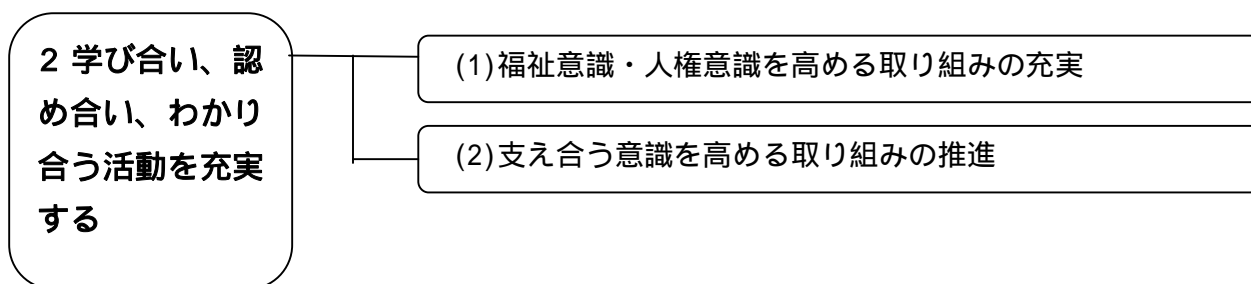 2 学び合い、認
め合い、わかり
合う活動を充実
する
(1)福祉意識・人権意識を高める取り組みの充実
(2)支え合う意識を高める取り組みの推進